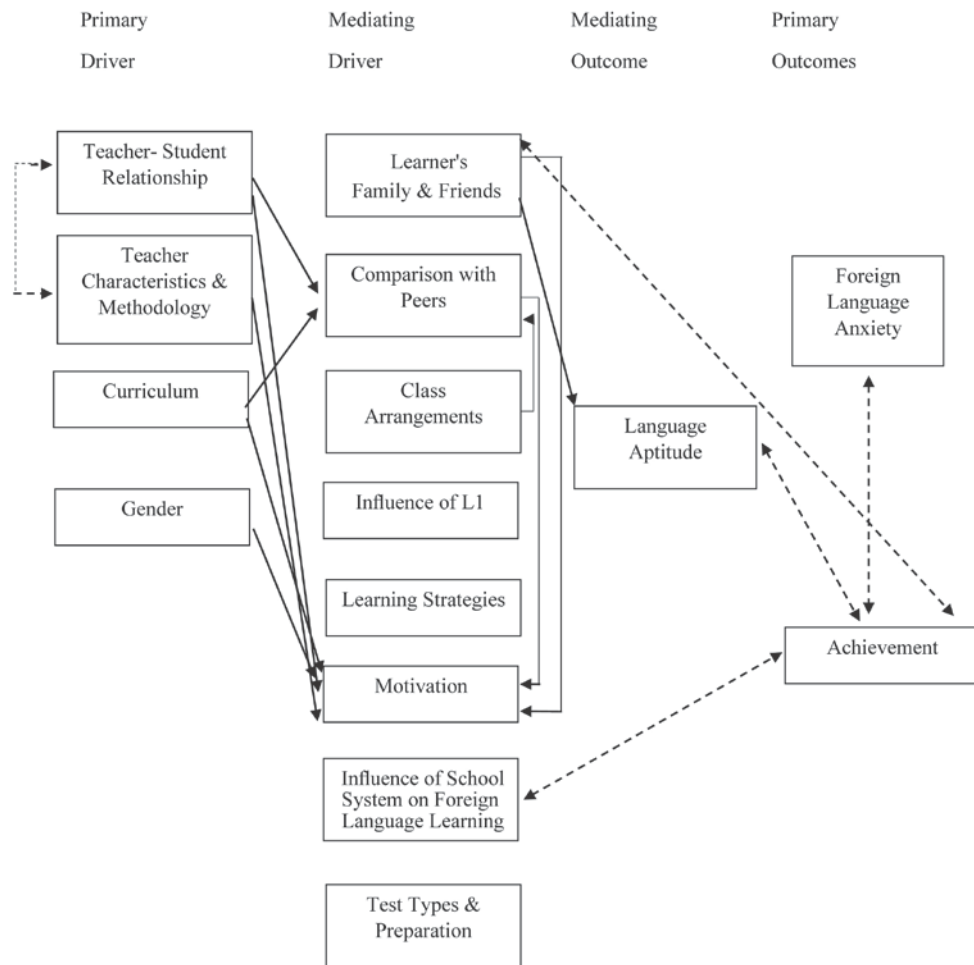 Primary
Driver
Mediating
Driver
Mediating
Outcome
Primary
Outcomes
Teacher- Student
Relationship
Teacher
Characteristics &
Methodology
Curriculum
Gender
Learner's
Family & Friends
Comparison with
Peers
Class
Arrangements
Influence of L1
Learning Strategies
Motivation
Influence of School
System on Foreign
Language Learning
Test Types &
Preparation
Language
Aptitude
Foreign
Language
Anxiety
Achievement